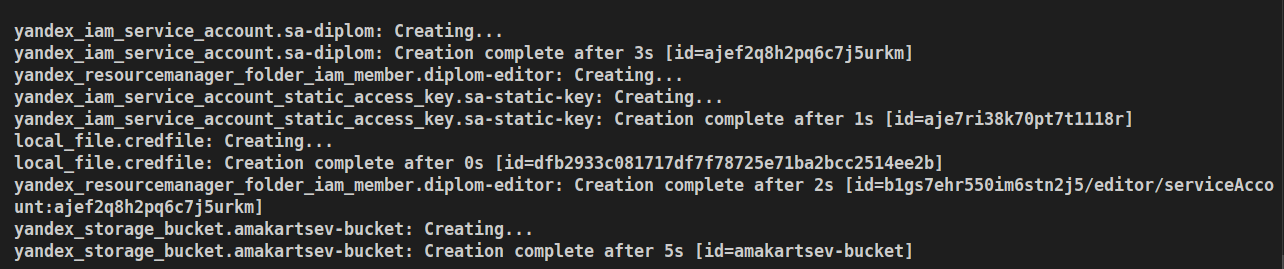 yandex_iam_service_account.sa-diplom: Creating...
yandex_iam_service_account.sa-diplom: Creation complete after 3s [id=ajef2q8h2pq6c7j5urkm]
yandex_resourcemanager_folder_iam_member.diplom-editor: Creating...
yandex_iam_service_account_static_access_key.sa-static-key: Creating...
yandex_iam_service_account_static_access_key.sa-static-key: Creation complete after 1s [id=aje7ri38k70pt7t1118r]
local_file.credfile: Creating...
local_file.credfile: Creation complete after 0s [id=dfb2933c081717df7f78725e71ba2bcc2514ee2b]
yandex_resourcemanager_folder_iam_member.diplom-editor: Creation complete after 2s [id=b1gs7ehr550im6stn2j5/editor/serviceAcco
unt:ajef2q8h2pq6c7j5urkm]
yandex_storage_bucket.amakartsev-bucket: Creating...
yandex_storage_bucket.amakartsev-bucket: Creation complete after 5s [id=amakartsev-bucket]